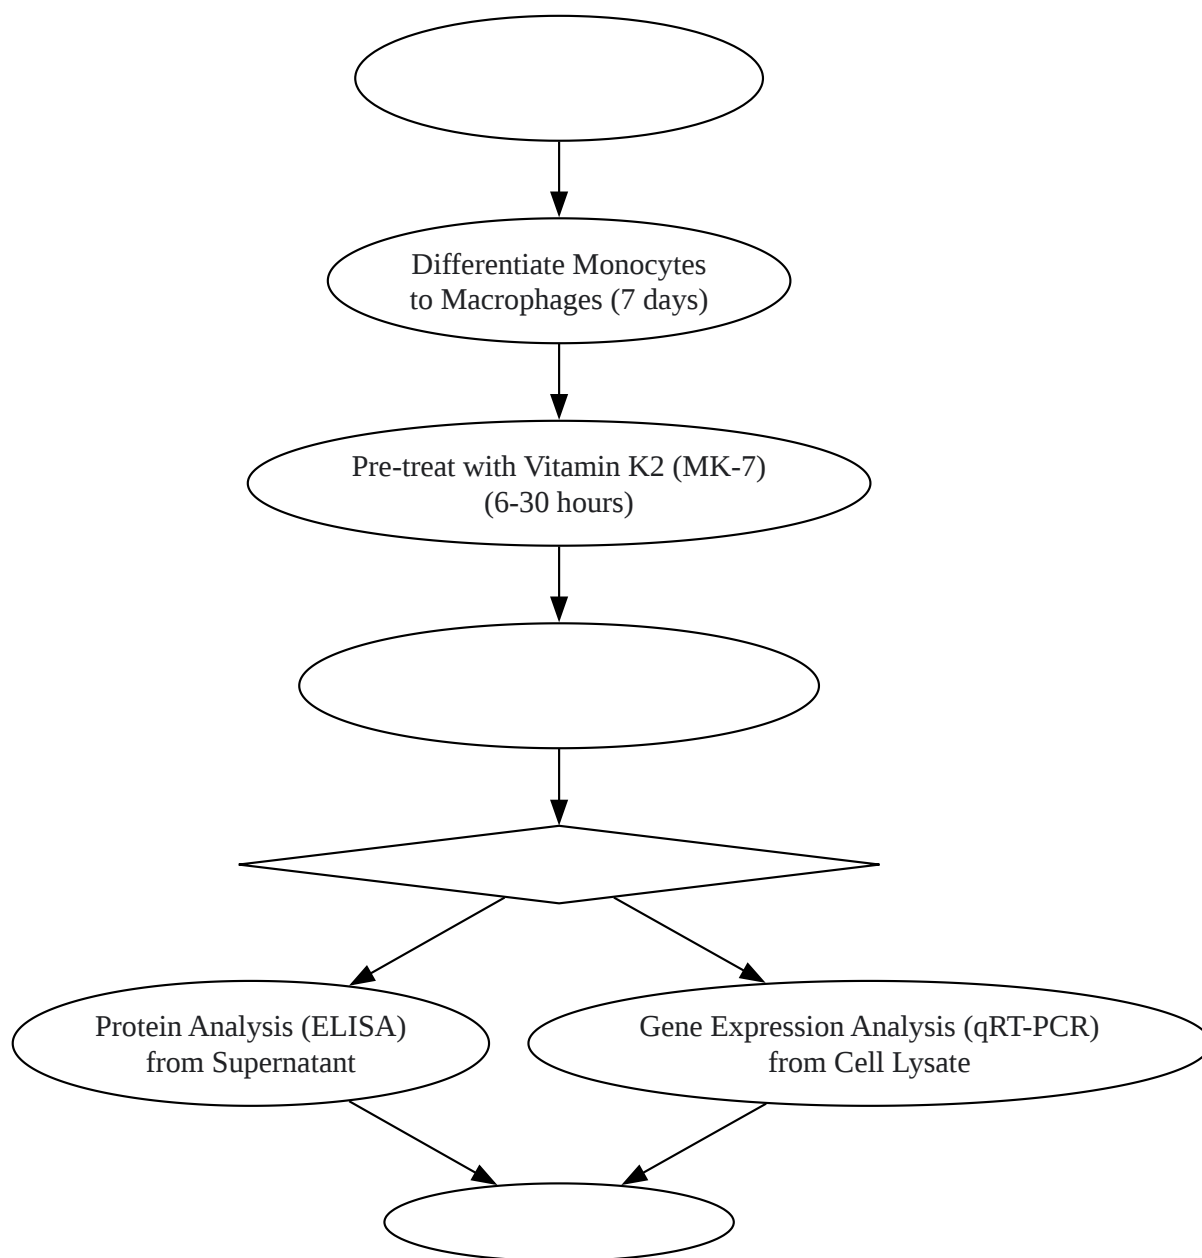 Differentiate Monocytes
to Macrophages (7 days)
Pre-treat with Vitamin K2 (MK-7)
(6-30 hours)
Protein Analysis (ELISA)
from Supernatant
Gene Expression Analysis (qRT-PCR)
from Cell Lysate